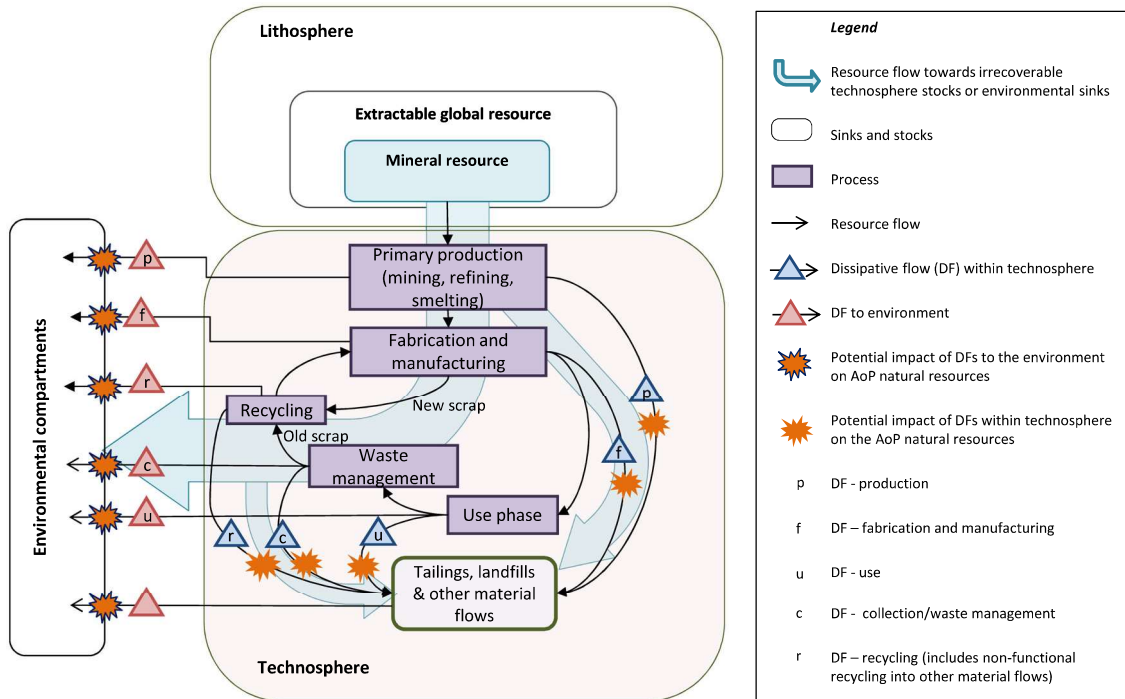 Lithosphere
Extractable global resource
Mineral resource
Primary production
(mining, refining,
smelting)
Fabrication and
manufacturing
New scrap
Recycling
Old scrap
Waste
management
Use phase
Tailings, landfills
& other material
flows
Technosphere
Environmental compartments
p
f
r
c
u
p
f
r
c
u
Legend
Resource flow towards irrecoverable
technosphere stocks or environmental sinks
Sinks and stocks
Process
Resource flow
Dissipative flow (DF) within technosphere
DF to environment
Potential impact of DFs to the environment
on AoP natural resources
Potential impact of DFs within technosphere
on the AoP natural resources
p DF - production
f DF – fabrication and manufacturing
u DF - use
c DF - collection/waste management
r DF – recycling (includes non-functional
recycling into other material flows)